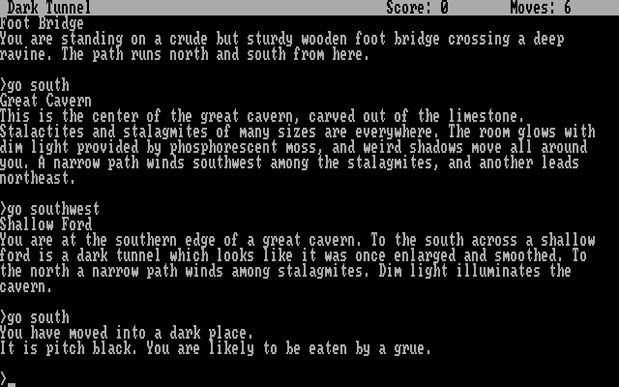 Dark Tunnel Score: 0 Moves: 6
Foot Bridge
You are standing on a crude but sturdy wooden foot bridge crossing a deep
ravine. The path runs north and south from here.
>go south
Great Cavern
This is the center of the great cavern, carved out of the limestone.
Stalactites and stalagmites of many sizes are everywhere. The room glows with
dim light provided by phosphorescent moss, and weird shadows move all around
you. A narrow path winds southwest among the stalagmites, and another leads
northeast.
>go southwest
Shallow Ford
You are at the southern edge of a great cavern. To the south across a shallow
ford is a dark tunnel which looks like it was once enlarged and smoothed. To
the north a narrow path winds among stalagmites. Dim light illuminates the
cavern.
>go south
You have moved into a dark place.
It is pitch black. You are likely to be eaten by a grue.
>_